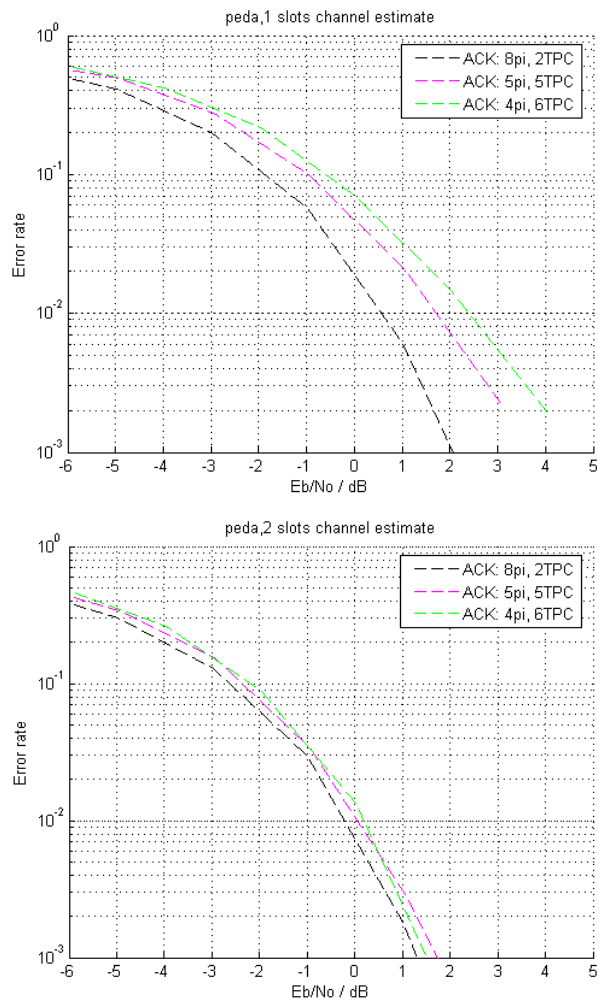 peda,1 slots channel estimate
10^0
10^-1
10^-2
10^-3
Error rate
ACK: 8pi, 2TPC
ACK: 5pi, 5TPC
ACK: 4pi, 6TPC
-6 -5 -4 -3 -2 -1 0 1 2 3 4 5
Eb/No / dB
peda,2 slots channel estimate
10^0
10^-1
10^-2
10^-3
Error rate
ACK: 8pi, 2TPC
ACK: 5pi, 5TPC
ACK: 4pi, 6TPC
-6 -5 -4 -3 -2 -1 0 1 2 3 4 5
Eb/No / dB